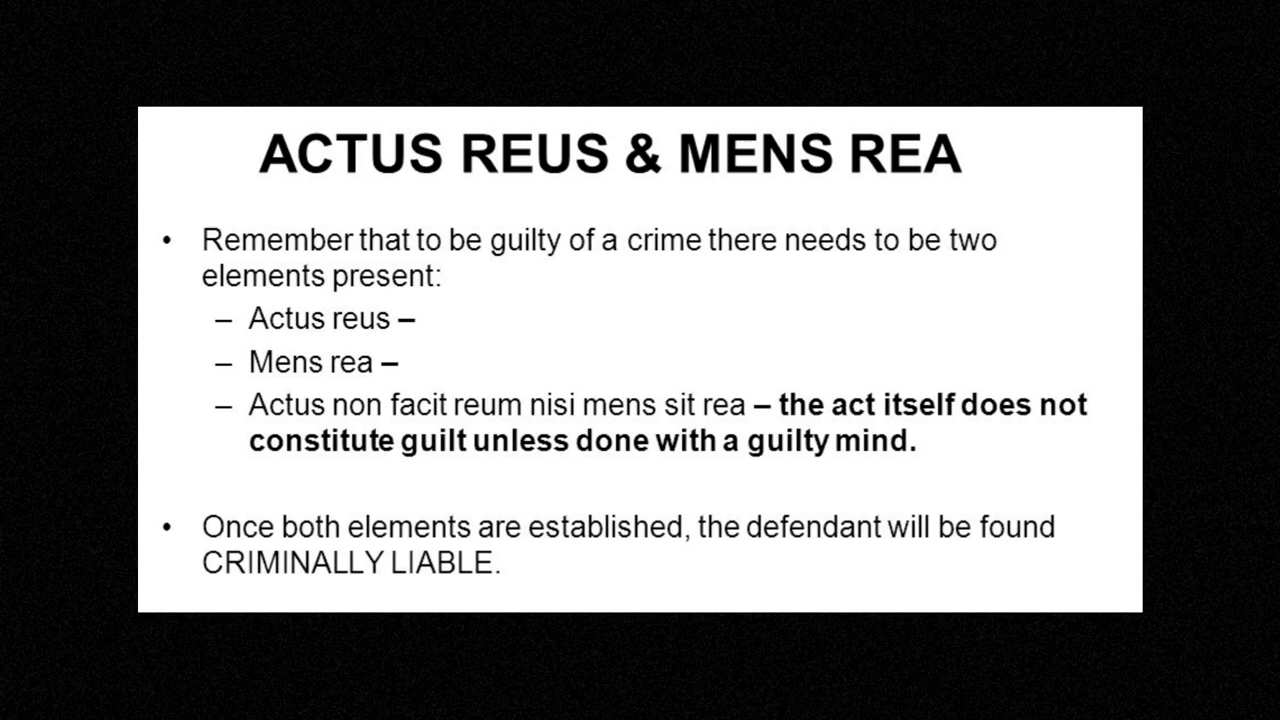 ACTUS REUS & MENS REA
• Remember that to be guilty of a crime there needs to be two
elements present:
– Actus reus –
– Mens rea –
– Actus non facit reum nisi mens sit rea – the act itself does not
constitute guilt unless done with a guilty mind.
• Once both elements are established, the defendant will be found
CRIMINALLY LIABLE.